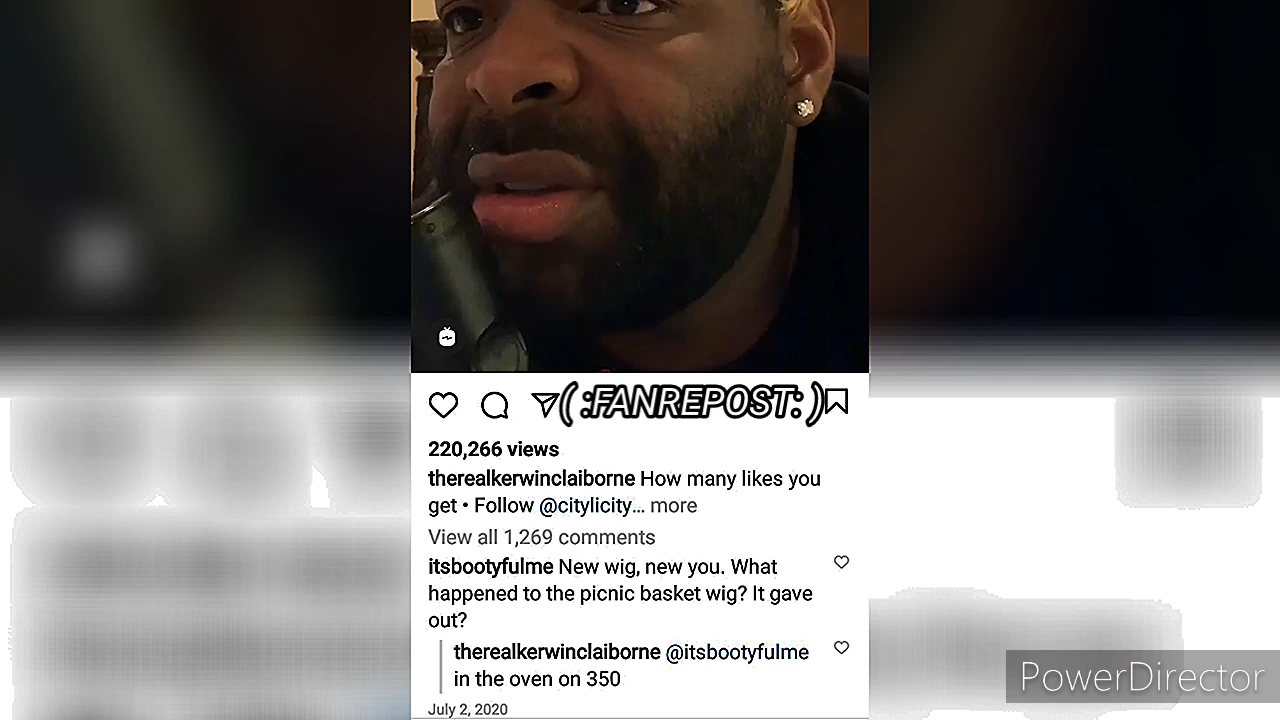 ( :FANREPOST: )
220,266 views
therealkerwinclaiborne How many likes you
get • Follow @citylicity... more
View all 1,269 comments
itsbootyfulme New wig, new you. What
happened to the picnic basket wig? It gave
out?
therealkerwinclaiborne @itsbootyfulme
in the oven on 350
July 2, 2020
PowerDirector